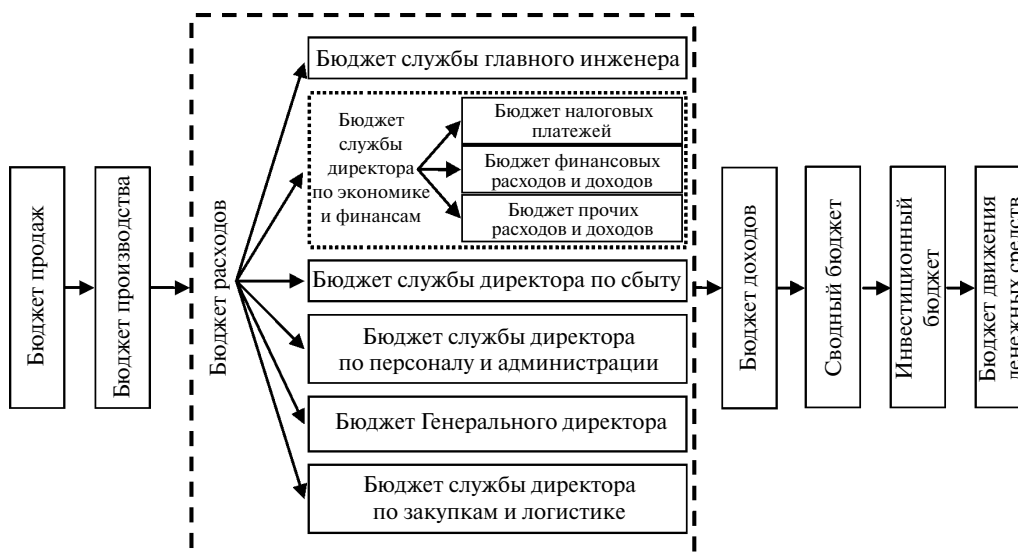 Бюджет продаж
Бюджет производства
Бюджет расходов
Бюджет службы главного инженера
Бюджет
службы
директора
по экономике
и финансам
Бюджет налоговых
платежей
Бюджет финансовых
расходов и доходов
Бюджет прочих
расходов и доходов
Бюджет службы директора по сбыту
Бюджет службы директора
по персоналу и администрации
Бюджет Генерального директора
Бюджет службы директора
по закупкам и логистике
Бюджет доходов
Сводный бюджет
Инвестиционный
бюджет
Бюджет движения
денежных средств